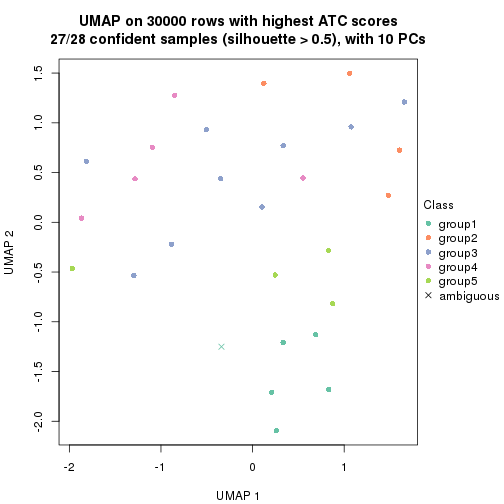 UMAP on 30000 rows with highest ATC scores
27/28 confident samples (silhouette > 0.5), with 10 PCs
1.5
1.0
0.5
0.0
-0.5
-1.0
-1.5
-2.0
UMAP 2
-2
-1
0
1
UMAP 1
Class
group1
group2
group3
group4
group5
ambiguous